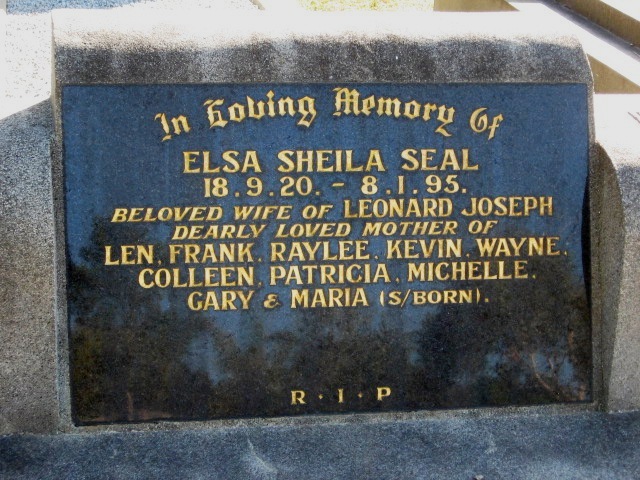 In Loving Memory Of
ELSA SHEILA SEAL
18.9.20. - 8.1.95.
BELOVED WIFE OF LEONARD JOSEPH
DEARLY LOVED MOTHER OF
LEN, FRANK, RAYLEE, KEVIN, WAYNE,
COLLEEN, PATRICIA, MICHELLE,
GARY & MARIA (S/BORN).
R · I · P